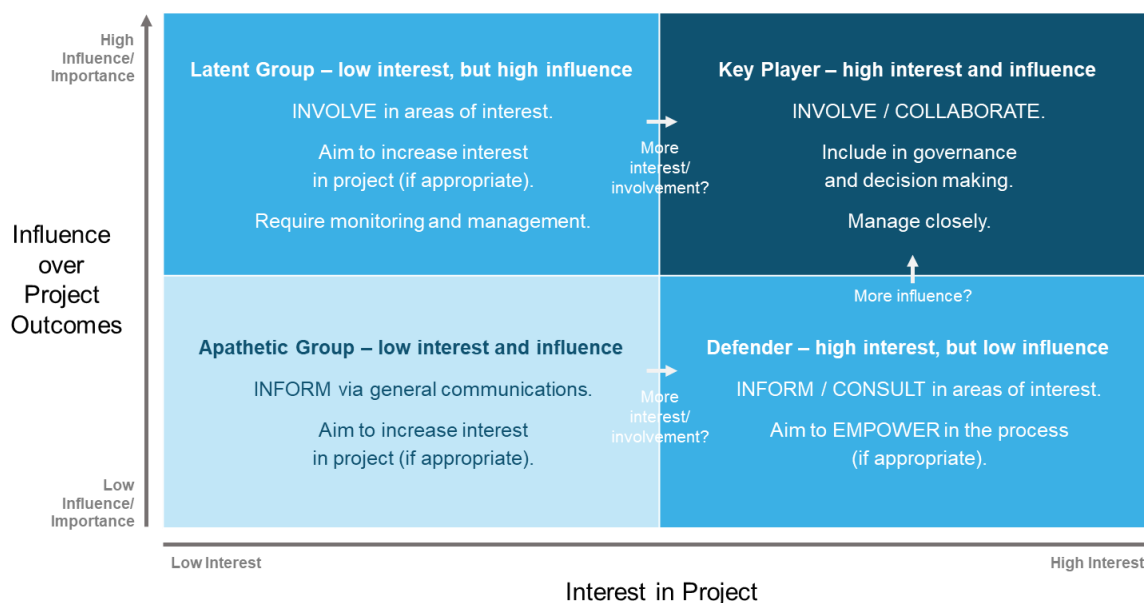 High
Influence/
Importance
Latent Group – low interest, but high influence
INVOLVE in areas of interest.
Aim to increase interest
in project (if appropriate).
Require monitoring and management.
More
interest/
involvement?
Key Player – high interest and influence
INVOLVE / COLLABORATE.
Include in governance
and decision making.
Manage closely.
Influence
over
Project
Outcomes
More influence?
Apathetic Group – low interest and influence
INFORM via general communications.
Aim to increase interest
in project (if appropriate).
More
interest/
involvement?
Defender – high interest, but low influence
INFORM / CONSULT in areas of interest.
Aim to EMPOWER in the process
(if appropriate).
Low
Influence/
Importance
Low Interest
High Interest
Interest in Project